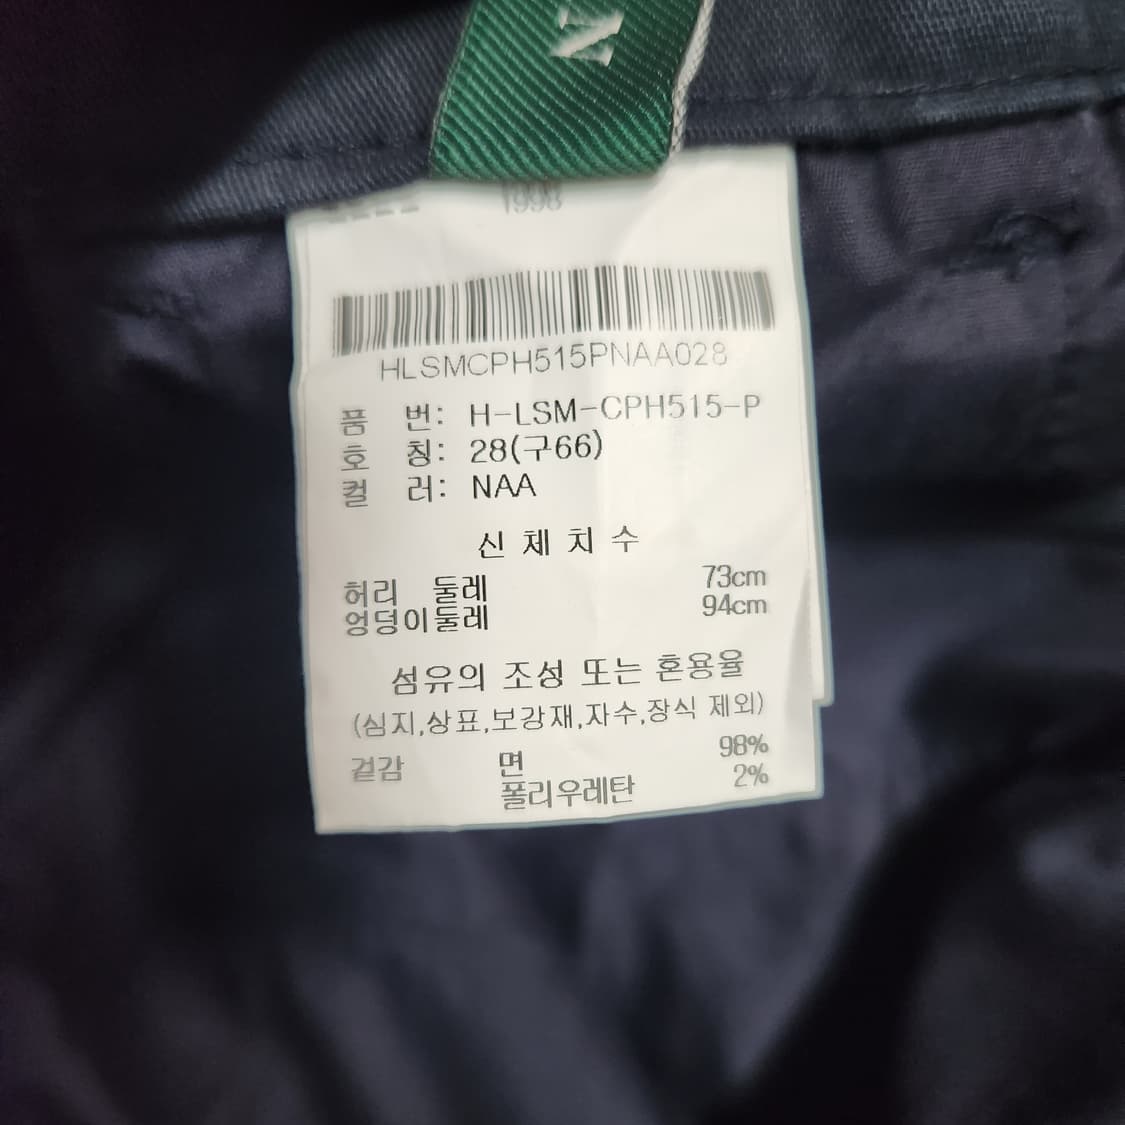 N
1998
HLSMCPH515PNAA028
품 번: H-LSM-CPH515-P
호 칭: 28(구66)
컬 러: NAA
신 체 치 수
허리 둘레 73cm
엉덩이둘레 94cm
섬유의 조성 또는 혼용율
(심지,상표,보강재,자수,장식 제외)
겉감 면 98%
폴리우레탄 2%